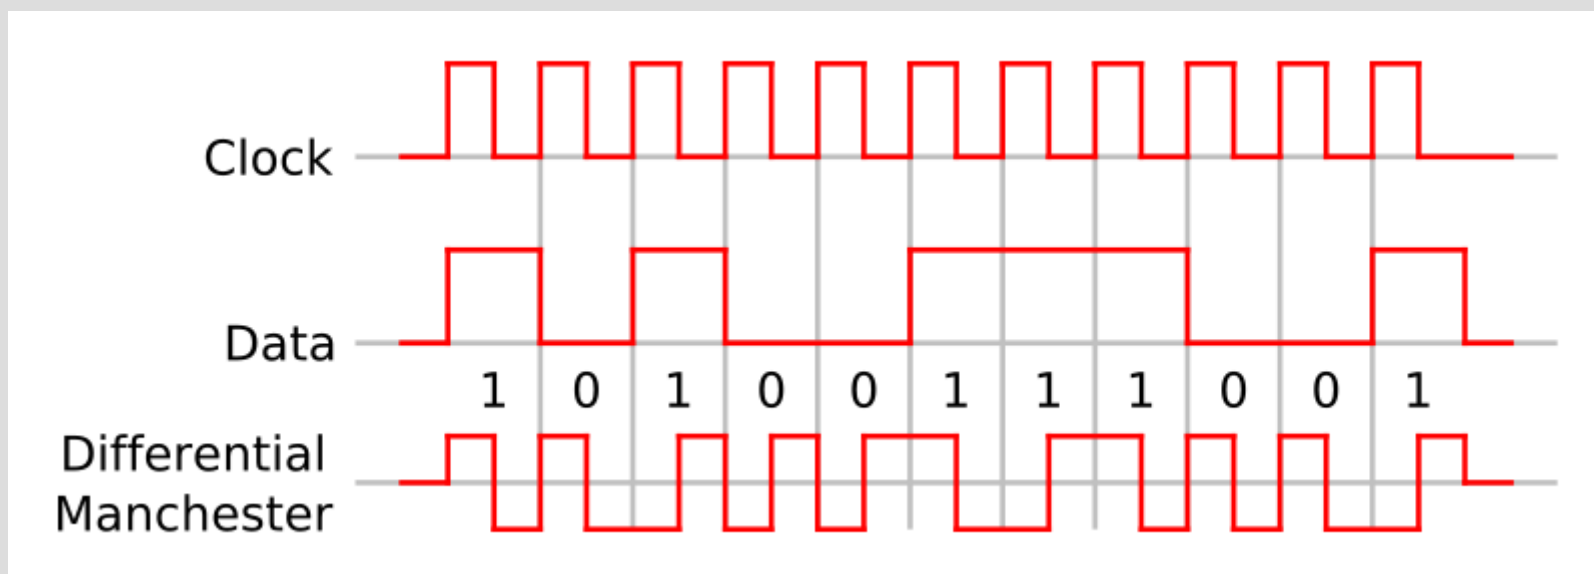 Clock
Data
1 0 1 0 0 1 1 1 0 0 1
Differential
Manchester